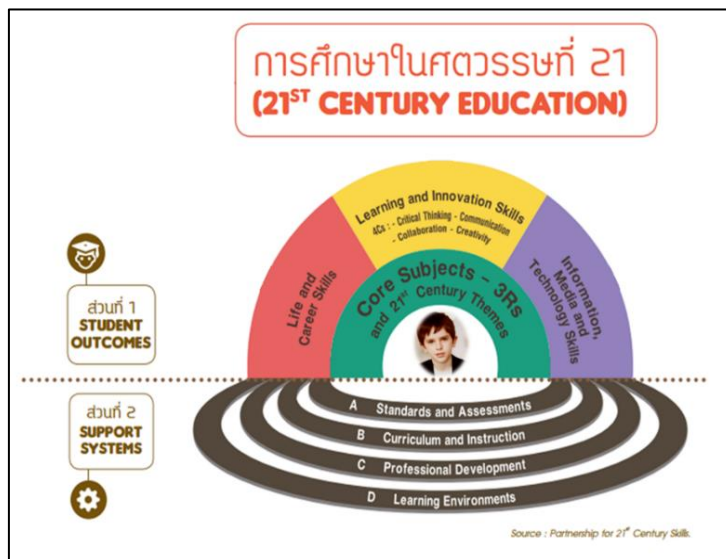 การศึกษาในศตวรรษที่ 21
(21ST CENTURY EDUCATION)
Learning and Innovation Skills
4Cs : - Critical Thinking - Communication
- Collaboration - Creativity
Life and
Career Skills
Core Subjects - 3Rs
and 21st Century Themes
Information,
Media and
Technology Skills
ส่วนที่ 1
STUDENT
OUTCOMES
ส่วนที่ 2
SUPPORT
SYSTEMS
A Standards and Assessments
B Curriculum and Instruction
C Professional Development
D Learning Environments
Source : Partnership for 21st Century Skills.